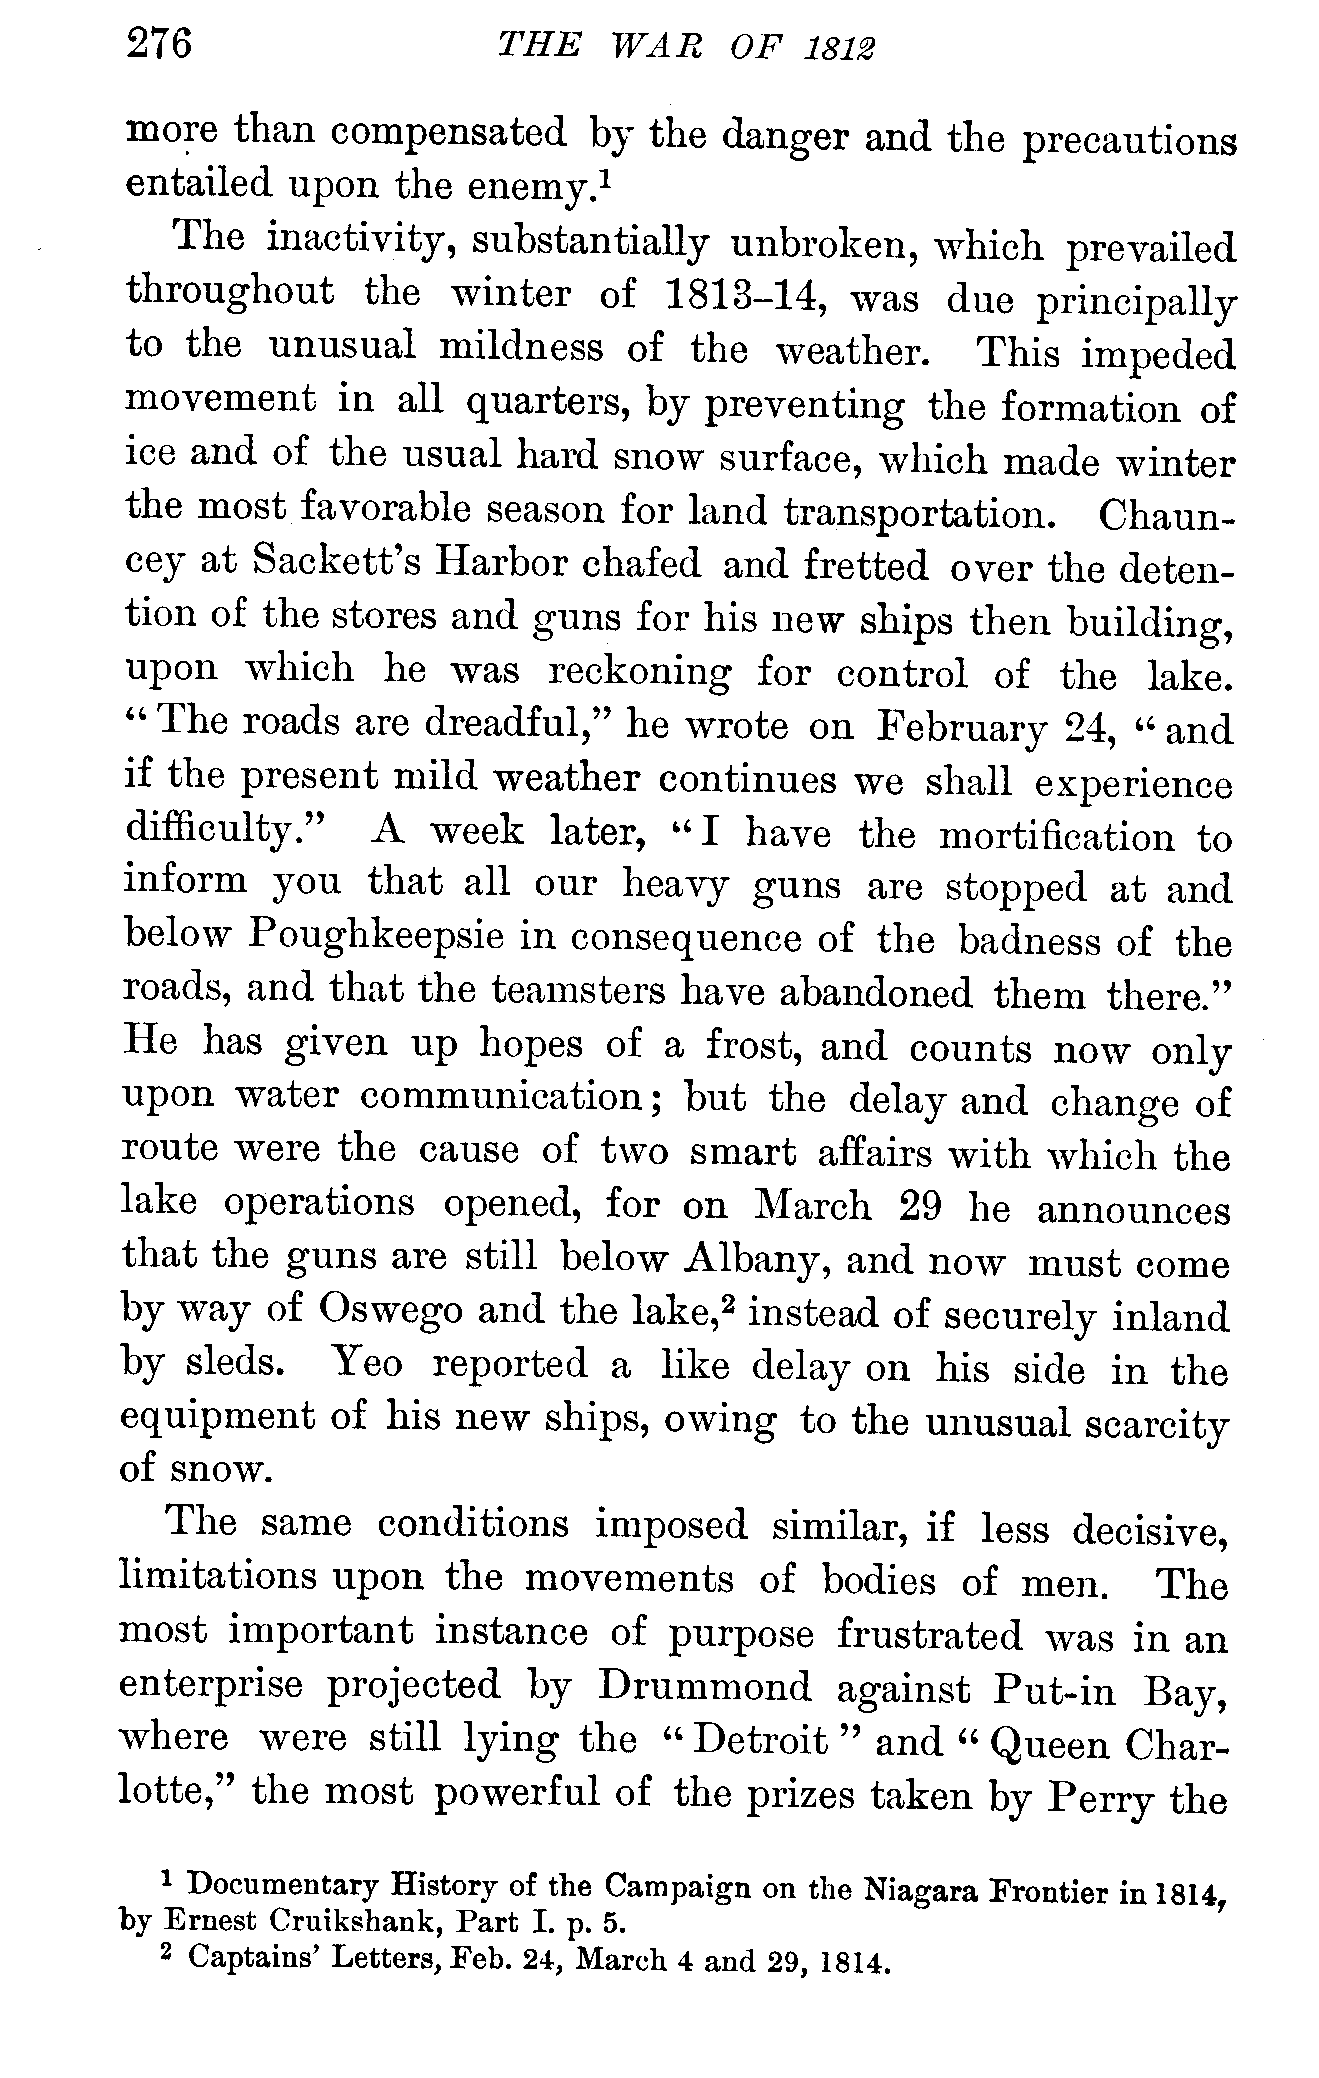 276 THE WAR OF 1812
more than compensated by the danger and the precautions
entailed upon the enemy.¹
The inactivity, substantially unbroken, which prevailed
throughout the winter of 1813–14, was due principally
to the unusual mildness of the weather. This impeded
movement in all quarters, by preventing the formation of
ice and of the usual hard snow surface, which made winter
the most favorable season for land transportation. Chaun-
cey at Sackett's Harbor chafed and fretted over the deten-
tion of the stores and guns for his new ships then building,
upon which he was reckoning for control of the lake.
“The roads are dreadful,” he wrote on February 24, “and
if the present mild weather continues we shall experience
difficulty.” A week later, “I have the mortification to
inform you that all our heavy guns are stopped at and
below Poughkeepsie in consequence of the badness of the
roads, and that the teamsters have abandoned them there.”
He has given up hopes of a frost, and counts now only
upon water communication; but the delay and change of
route were the cause of two smart affairs with which the
lake operations opened, for on March 29 he announces
that the guns are still below Albany, and now must come
by way of Oswego and the lake,² instead of securely inland
by sleds. Yeo reported a like delay on his side in the
equipment of his new ships, owing to the unusual scarcity
of snow.
The same conditions imposed similar, if less decisive,
limitations upon the movements of bodies of men. The
most important instance of purpose frustrated was in an
enterprise projected by Drummond against Put-in Bay,
where were still lying the “Detroit” and “Queen Char-
lotte,” the most powerful of the prizes taken by Perry the
¹ Documentary History of the Campaign on the Niagara Frontier in 1814,
by Ernest Cruikshank, Part I. p. 5.
² Captains' Letters, Feb. 24, March 4 and 29, 1814.